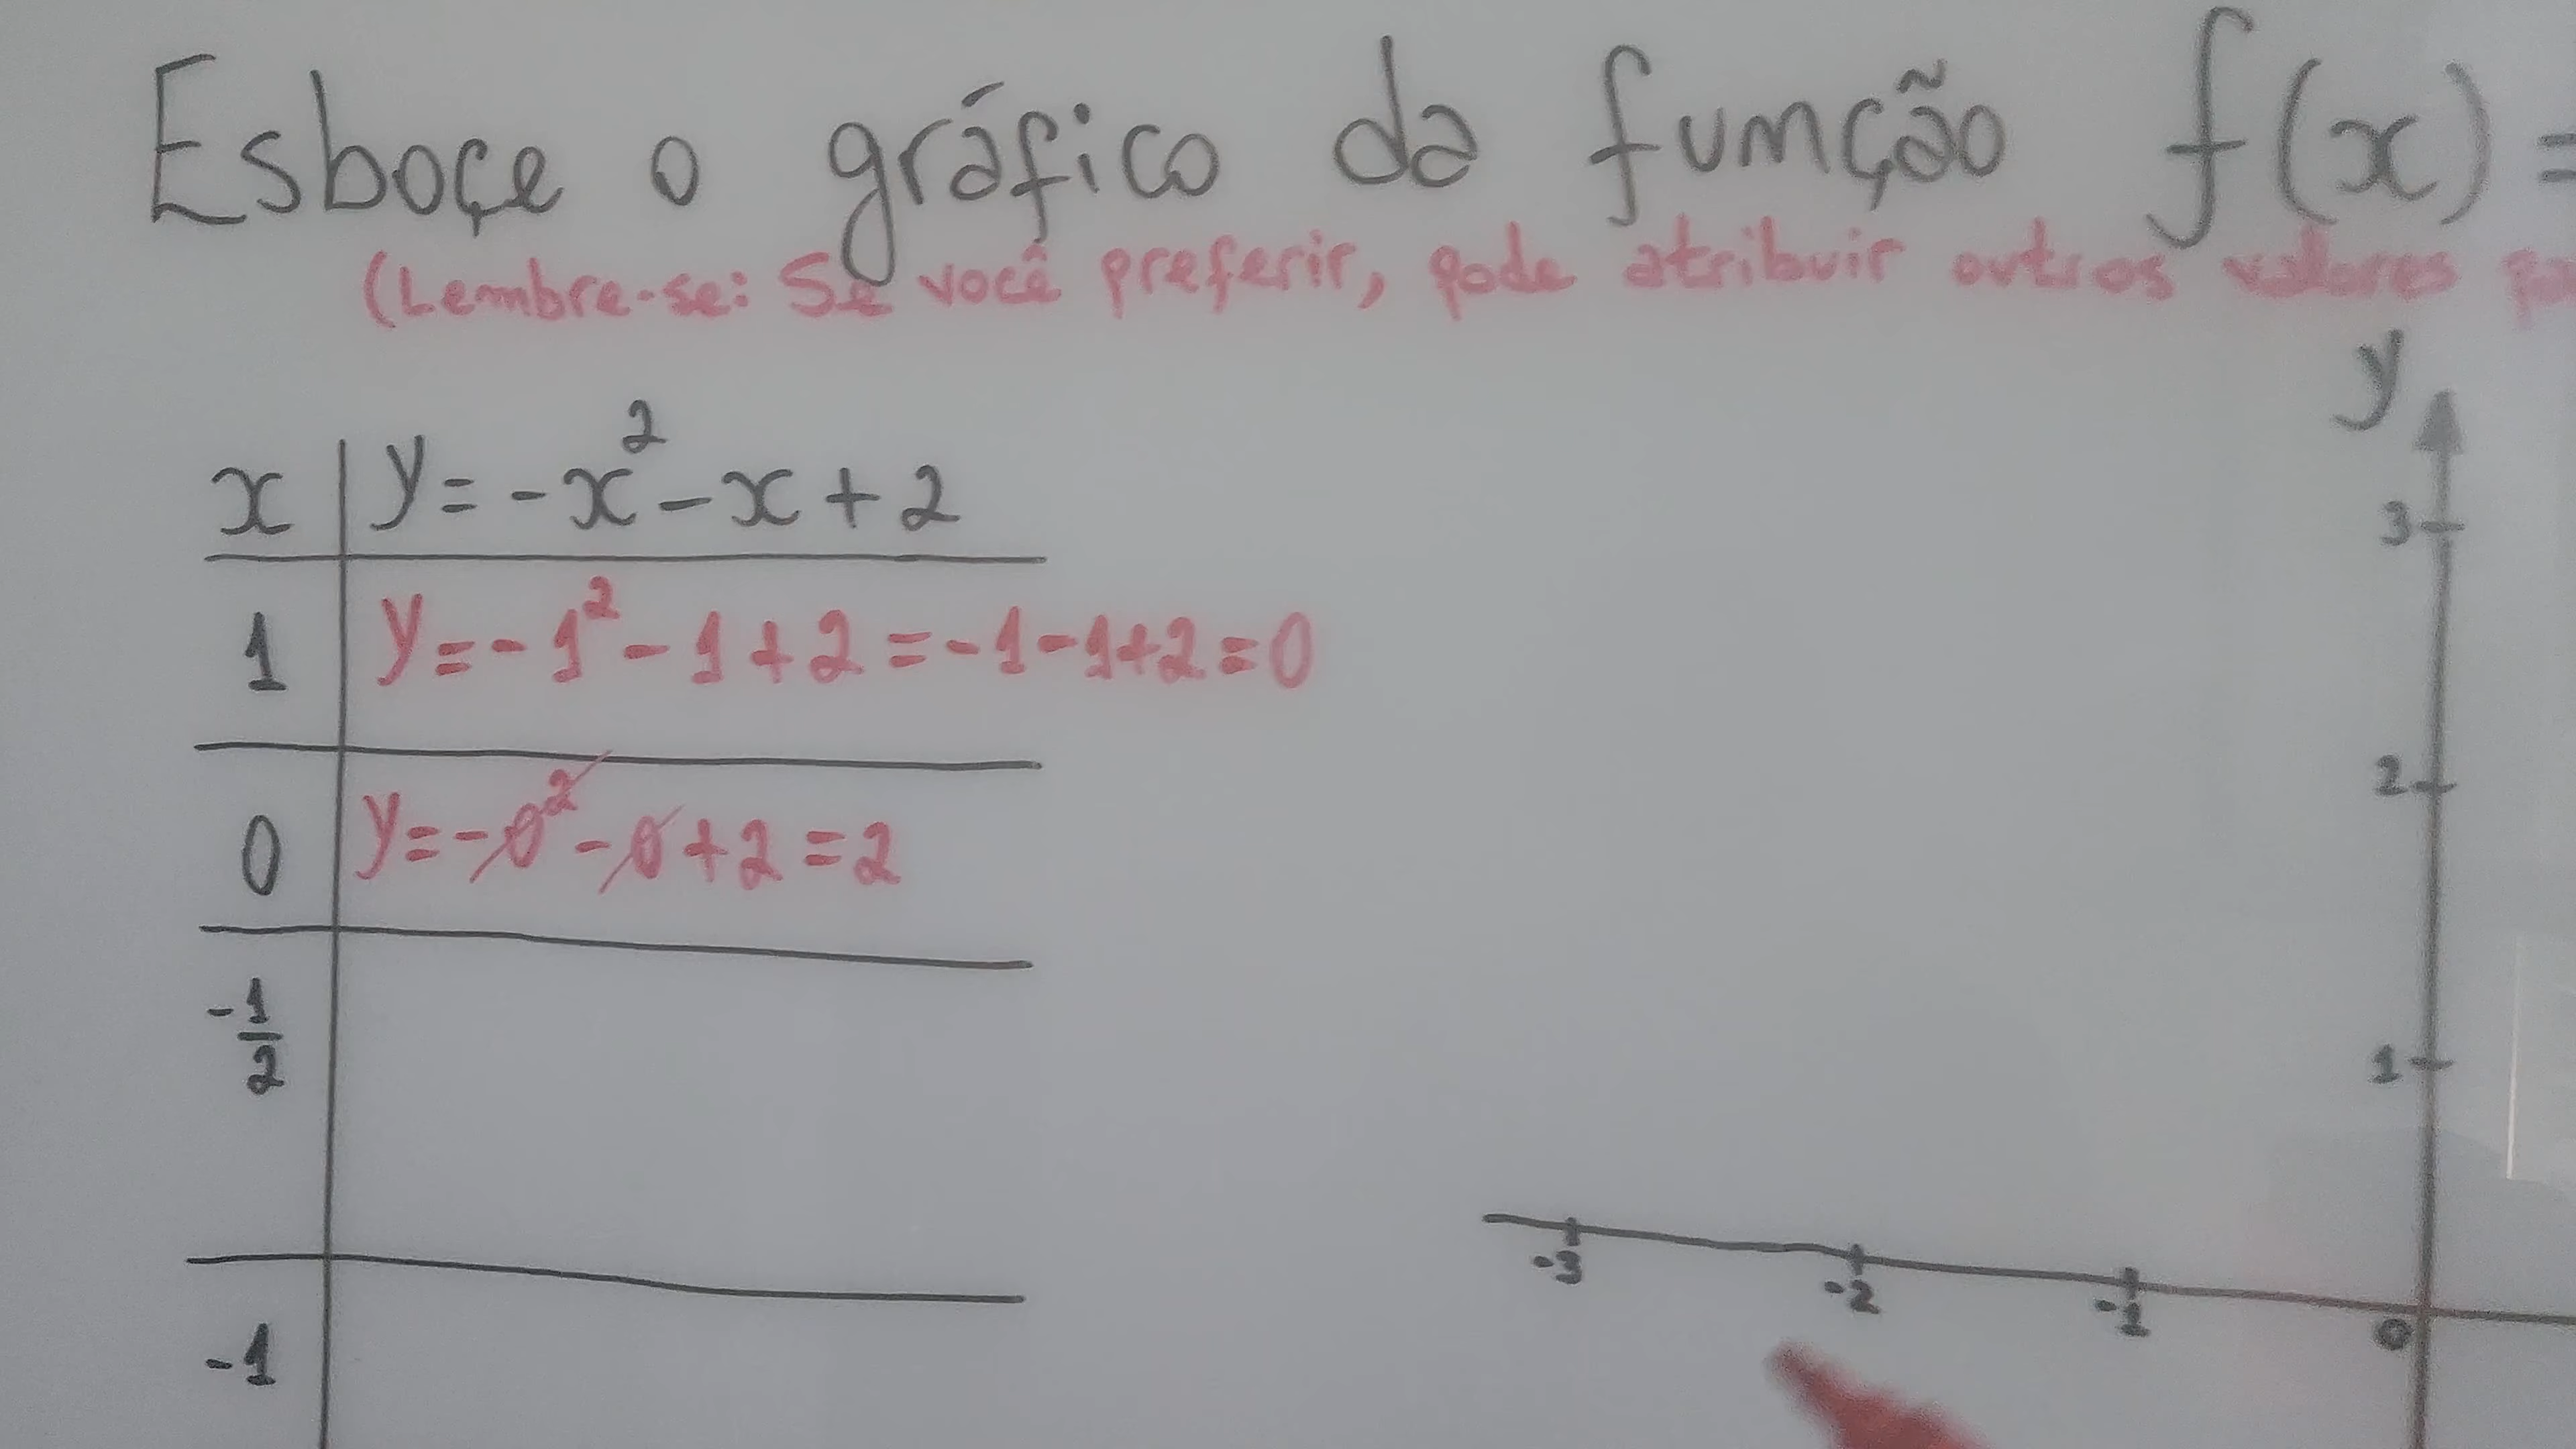 Esboçe o gráfico da função f(x) =
(Lembre-se: Se você preferir, pode atribuir outros valores
x | y = -x² - x + 2
1 | y = -1² - 1 + 2 = -1 - 1 + 2 = 0
0 | y = -0² - 0 + 2 = 2
-1/2
-1
y
3
2
1
-3 -2 -1 0